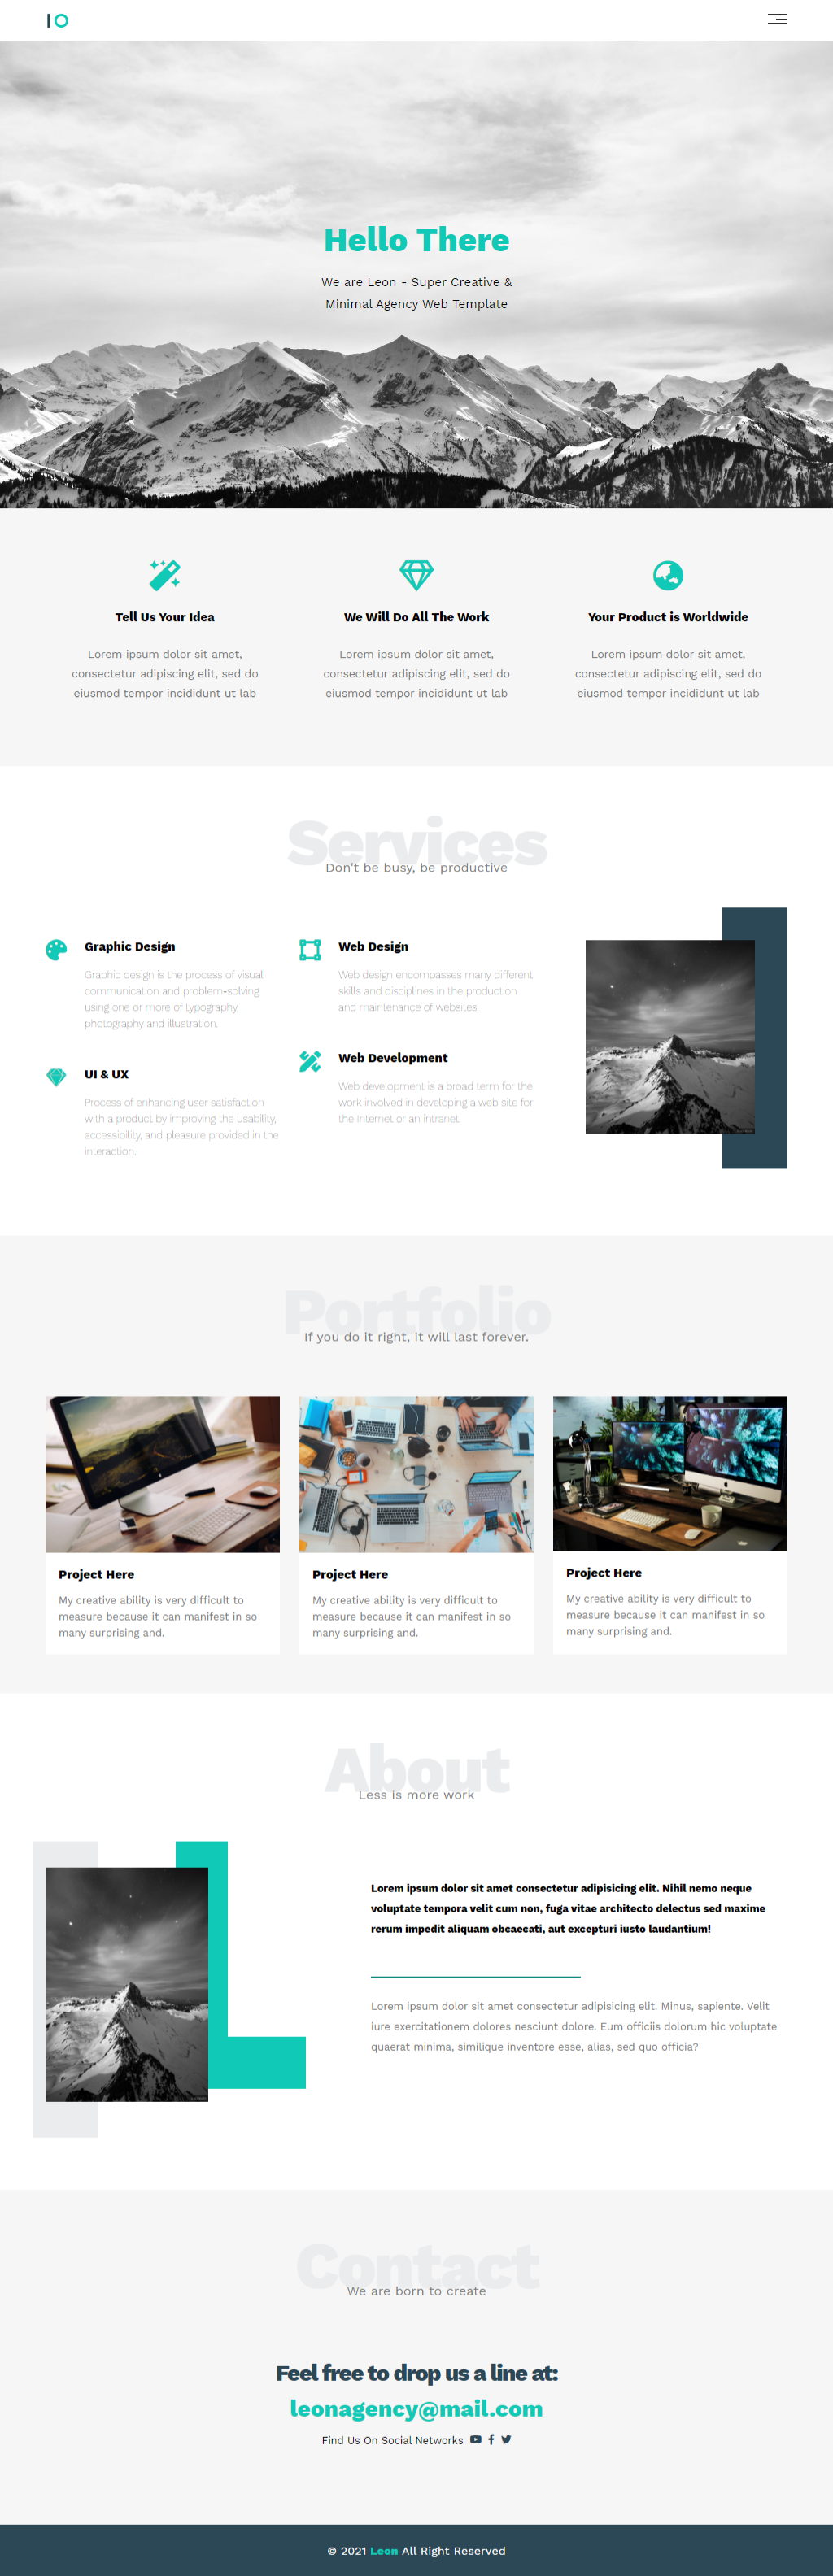 IO
Hello There
We are Leon - Super Creative &
Minimal Agency Web Template
Tell Us Your Idea
Lorem ipsum dolor sit amet,
consectetur adipiscing elit, sed do
eiusmod tempor incididunt ut lab
We Will Do All The Work
Lorem ipsum dolor sit amet,
consectetur adipiscing elit, sed do
eiusmod tempor incididunt ut lab
Your Product is Worldwide
Lorem ipsum dolor sit amet,
consectetur adipiscing elit, sed do
eiusmod tempor incididunt ut lab
Services
Don't be busy, be productive
Graphic Design
Graphic design is the process of visual
communication and problem-solving
using one or more of typography,
photography and illustration.
UI & UX
Process of enhancing user satisfaction
with a product by improving the usability,
accessibility, and pleasure provided in the
interaction.
Web Design
Web design encompasses many different
skills and disciplines in the production
and maintenance of websites.
Web Development
Web development is a broad term for the
work involved in developing a web site for
the Internet or an intranet.
Portfolio
If you do it right, it will last forever.
Project Here
My creative ability is very difficult to
measure because it can manifest in so
many surprising and.
Project Here
My creative ability is very difficult to
measure because it can manifest in so
many surprising and.
Project Here
My creative ability is very difficult to
measure because it can manifest in so
many surprising and.
About
Less is more work
Lorem ipsum dolor sit amet consectetur adipisicing elit. Nihil nemo neque
voluptate tempora velit cum non, fuga vitae architecto delectus sed maxime
rerum impedit aliquam obcaecati, aut excepturi iusto laudantium!
Lorem ipsum dolor sit amet consectetur adipisicing elit. Minus, sapiente. Velit
iure exercitationem dolores nesciunt dolore. Eum officiis dolorum hic voluptate
quaerat minima, similique inventore esse, alias, sed quo officia?
Contact
We are born to create
Feel free to drop us a line at:
leonagency@mail.com
Find Us On Social Networks
© 2021 Leon All Right Reserved